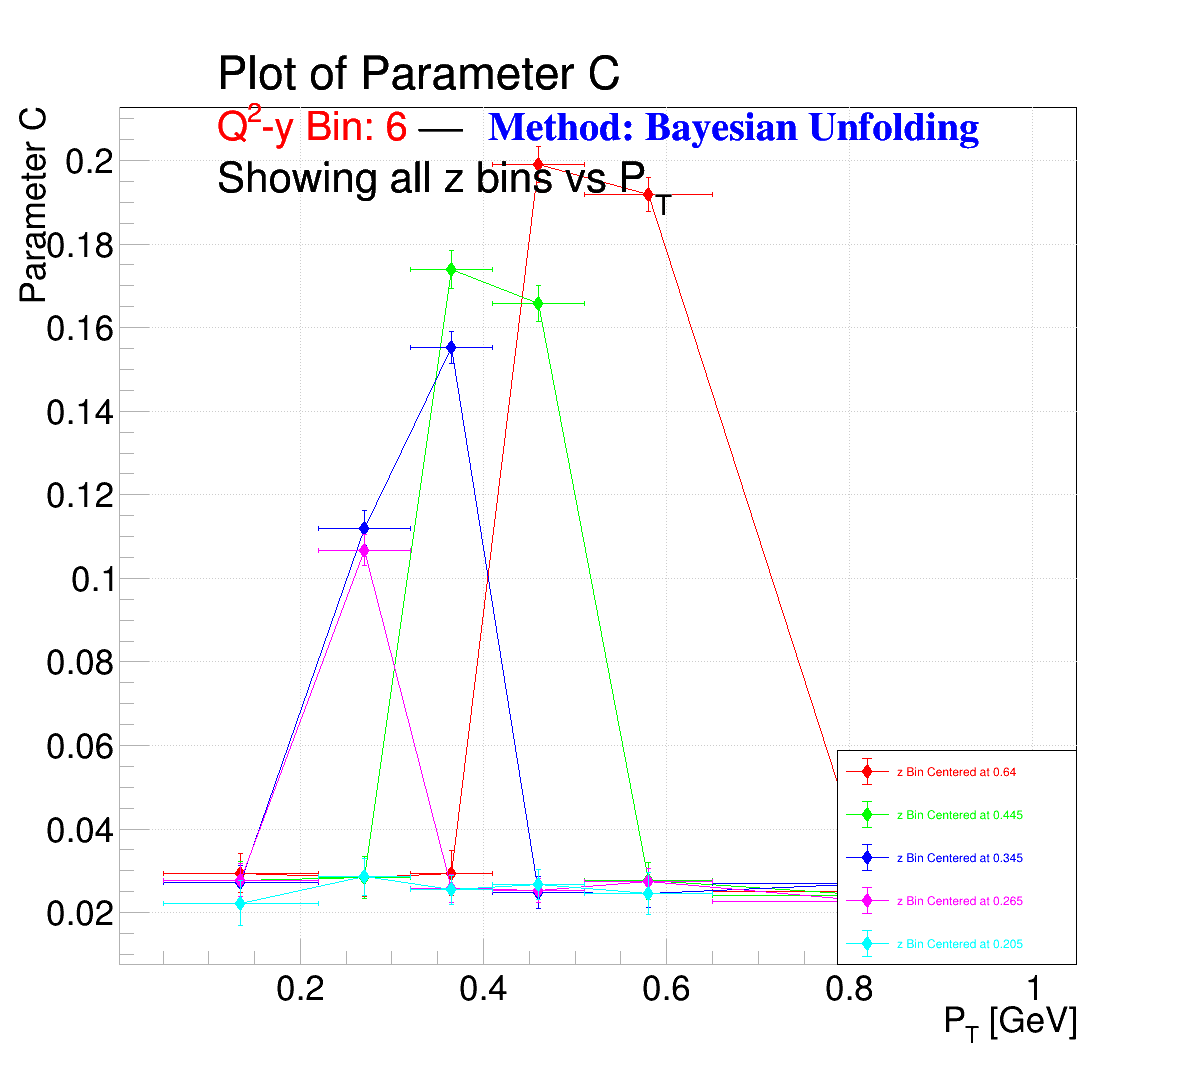 Plot of Parameter C
Q²-y Bin: 6 — Method: Bayesian Unfolding
Showing all z bins vs P_T
Parameter C
0.2
0.18
0.16
0.14
0.12
0.1
0.08
0.06
0.04
0.02
z Bin Centered at 0.64
z Bin Centered at 0.445
z Bin Centered at 0.345
z Bin Centered at 0.265
z Bin Centered at 0.205
0.2 0.4 0.6 0.8 1
P_T [GeV]